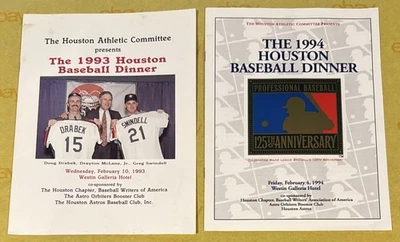 The Houston Athletic Committee
presents
The 1993 Houston
Baseball Dinner
DRABEK
15
SWINDELL
21
Doug Drabek, Drayton McLane, Jr., Greg Swindell
Wednesday, February 10, 1993
Westin Galleria Hotel
co-sponsored by
The Houston Chapter, Baseball Writers of America
The Astro Orbiters Booster Club
The Houston Astros Baseball Club, Inc.
THE HOUSTON ATHLETIC COMMITTEE PRESENTS
THE 1994
HOUSTON
BASEBALL DINNER
PROFESSIONAL BASEBALL
125th ANNIVERSARY
Friday, February 4, 1994
Westin Galleria Hotel
co-sponsored by
Houston Chapter, Baseball Writers' Association of America
Astro Orbiters Booster Club
Houston Astros